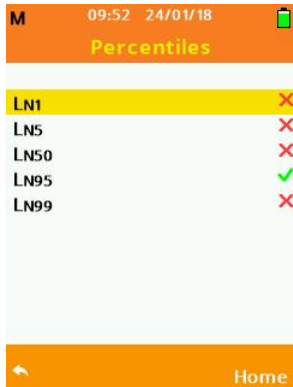 M 09:52 24/01/18
Percentiles
LN1
LN5
LN50
LN95
LN99
Home